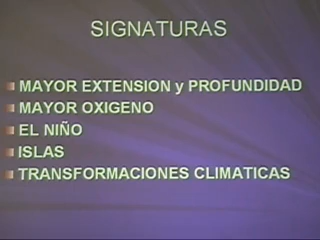 SIGNATURAS
MAYOR EXTENSION y PROFUNDIDAD
MAYOR OXIGENO
EL NIÑO
ISLAS
TRANSFORMACIONES CLIMATICAS